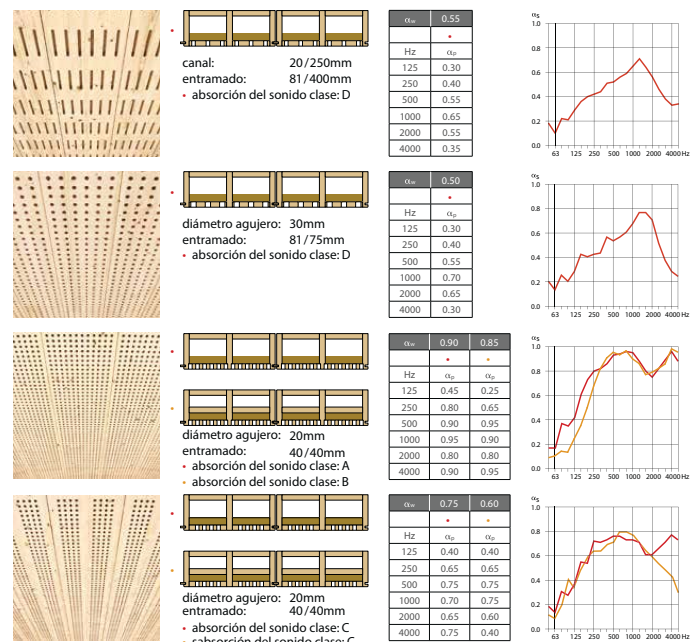 αw 0.55
•
Hz αp
125 0.30
250 0.40
500 0.55
1000 0.65
2000 0.55
4000 0.35
canal: 20/250mm
entramado: 81/400mm
• absorción del sonido clase: D
αs
1.0
0.8
0.6
0.4
0.2
0.0
63 125 250 500 1000 2000 4000 Hz
αw 0.50
•
Hz αp
125 0.30
250 0.40
500 0.55
1000 0.70
2000 0.65
4000 0.30
diámetro agujero: 30mm
entramado: 81/75mm
• absorción del sonido clase: D
αs
1.0
0.8
0.6
0.4
0.2
0.0
63 125 250 500 1000 2000 4000 Hz
αw 0.90 0.85
• •
Hz αp αp
125 0.45 0.25
250 0.80 0.65
500 0.90 0.95
1000 0.95 0.90
2000 0.80 0.80
4000 0.90 0.95
diámetro agujero: 20mm
entramado: 40/40mm
• absorción del sonido clase: A
• absorción del sonido clase: B
αs
1.0
0.8
0.6
0.4
0.2
0.0
63 125 250 500 1000 2000 4000 Hz
αw 0.75 0.60
• •
Hz αp αp
125 0.40 0.40
250 0.65 0.65
500 0.75 0.75
1000 0.70 0.75
2000 0.65 0.60
4000 0.75 0.40
diámetro agujero: 20mm
entramado: 40/40mm
• absorción del sonido clase: C
• sabsorción del sonido clase: C
αs
1.0
0.8
0.6
0.4
0.2
0.0
63 125 250 500 1000 2000 4000 Hz